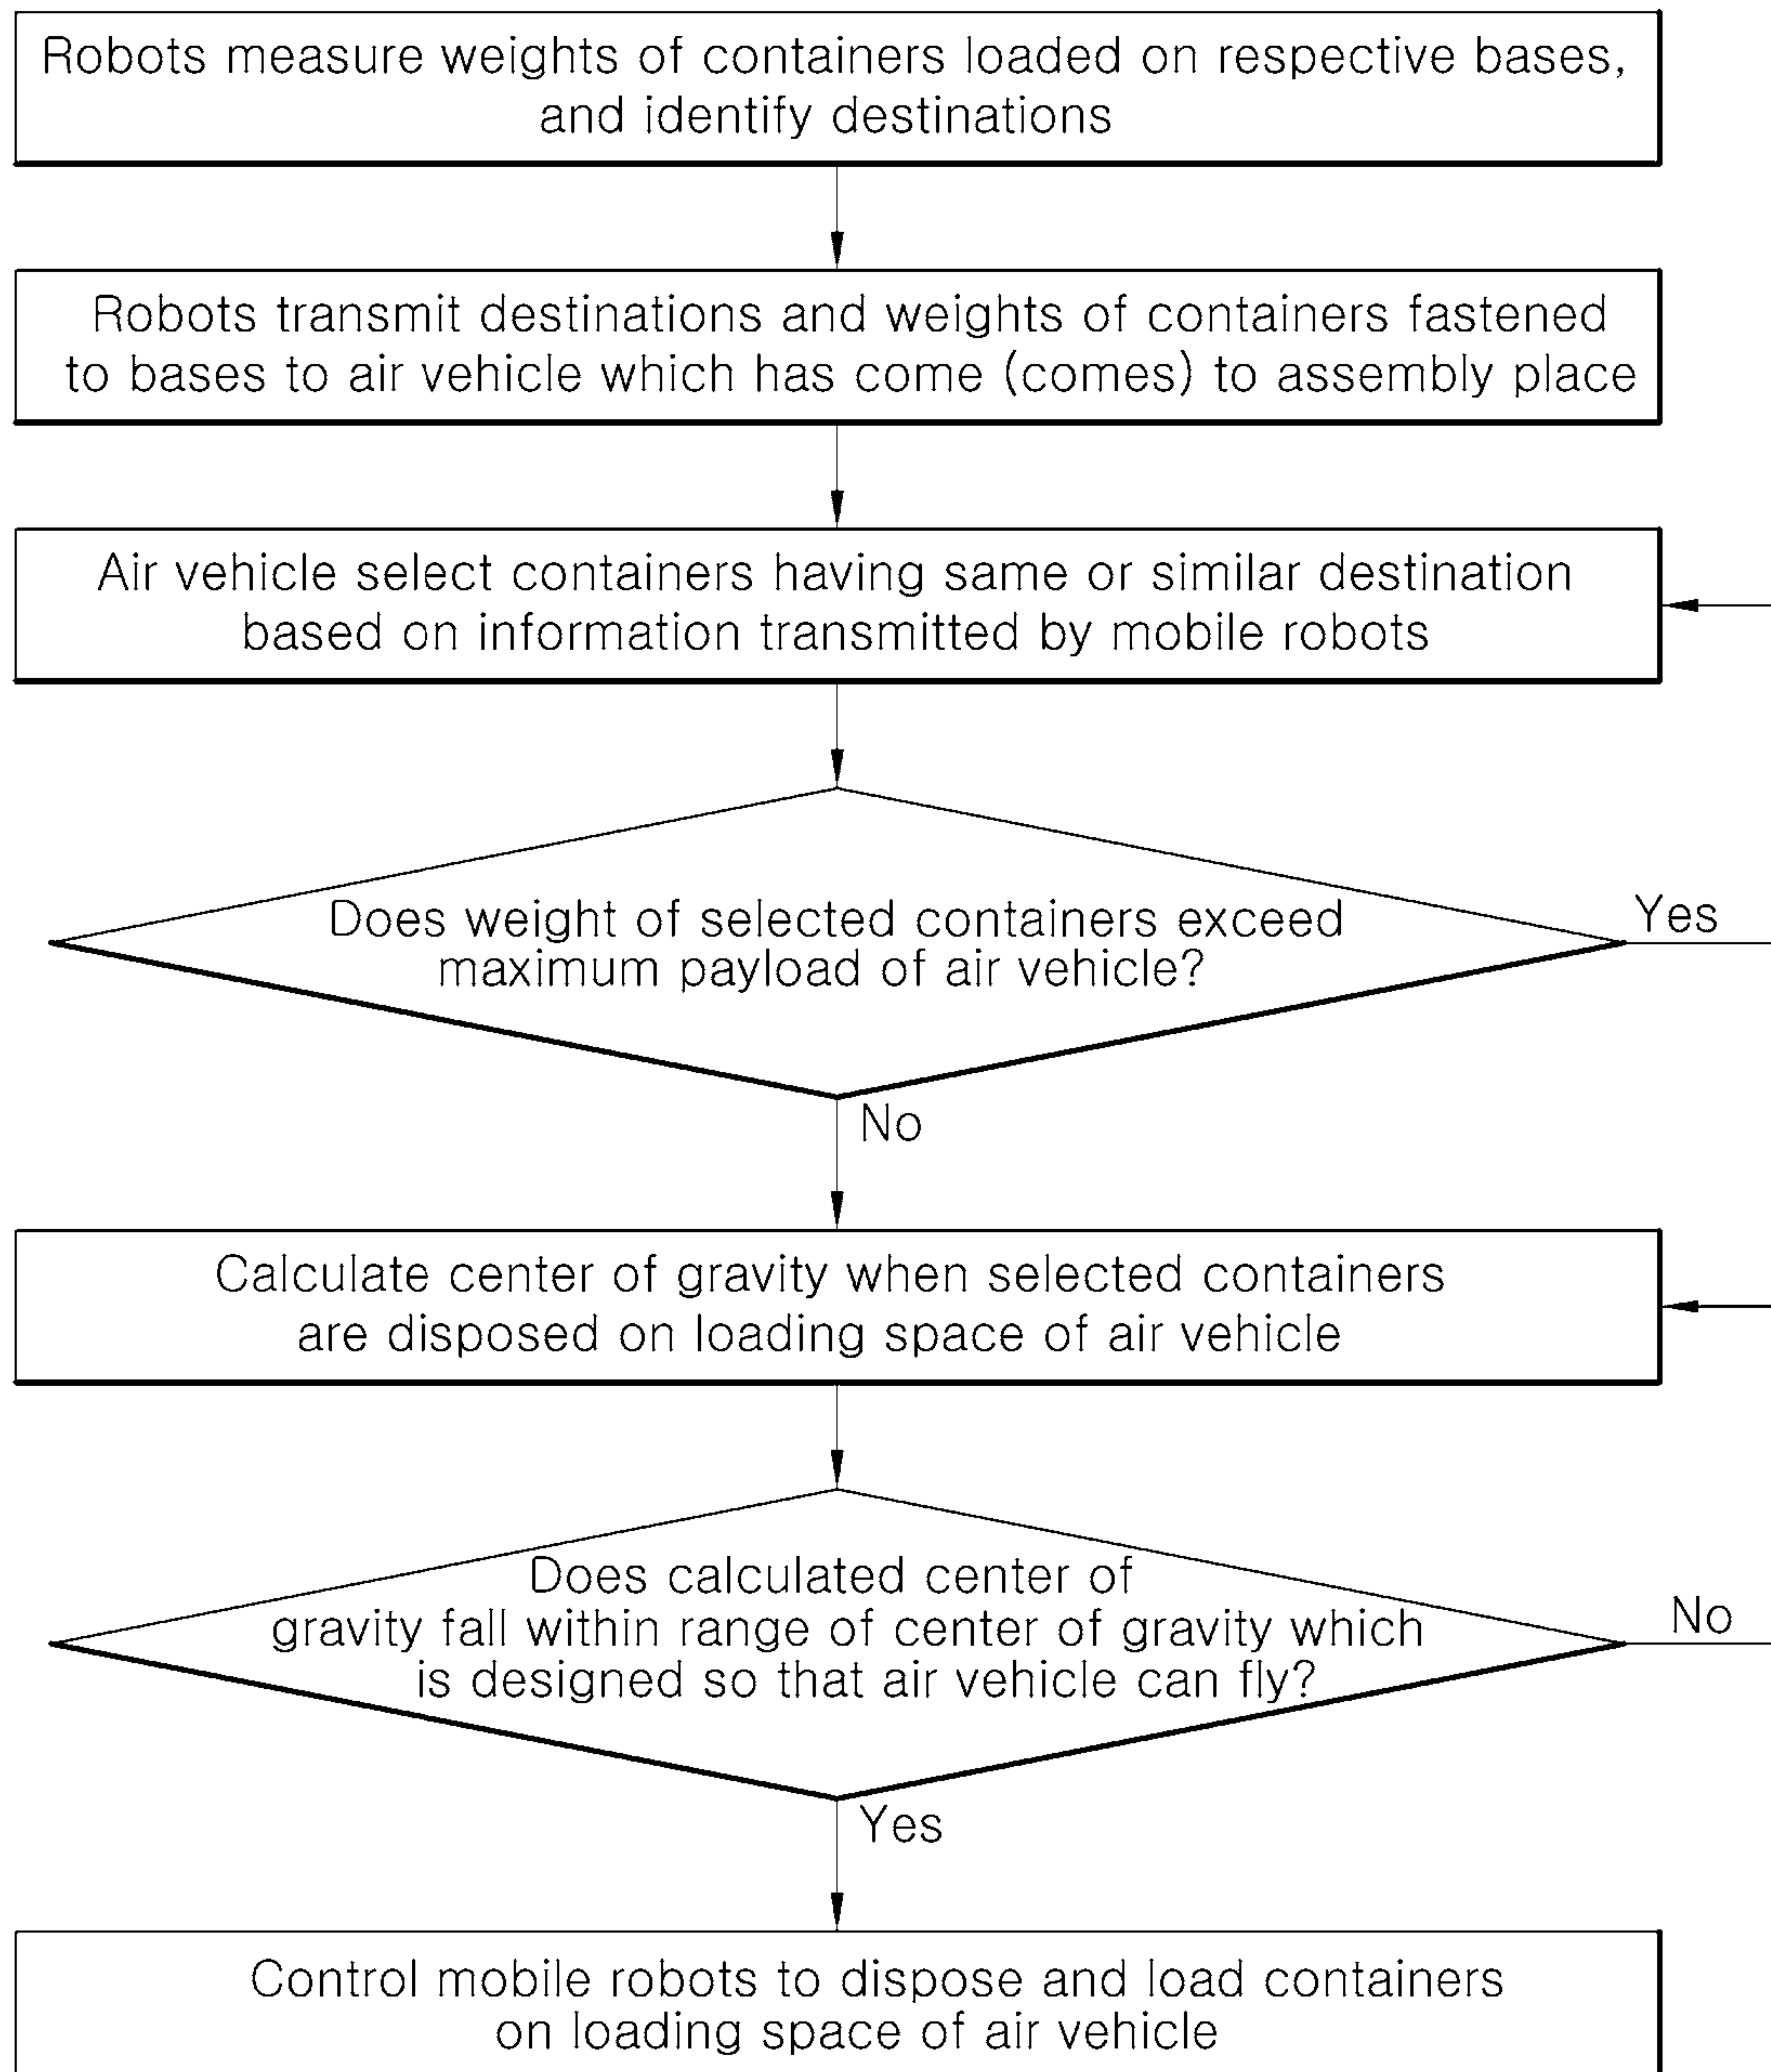 Robots measure weights of containers loaded on respective bases,
and identify destinations
Robots transmit destinations and weights of containers fastened
to bases to air vehicle which has come (comes) to assembly place
Air vehicle select containers having same or similar destination
based on information transmitted by mobile robots
Does weight of selected containers exceed
maximum payload of air vehicle?
Yes
No
Calculate center of gravity when selected containers
are disposed on loading space of air vehicle
Does calculated center of
gravity fall within range of center of gravity which
is designed so that air vehicle can fly?
No
Yes
Control mobile robots to dispose and load containers
on loading space of air vehicle